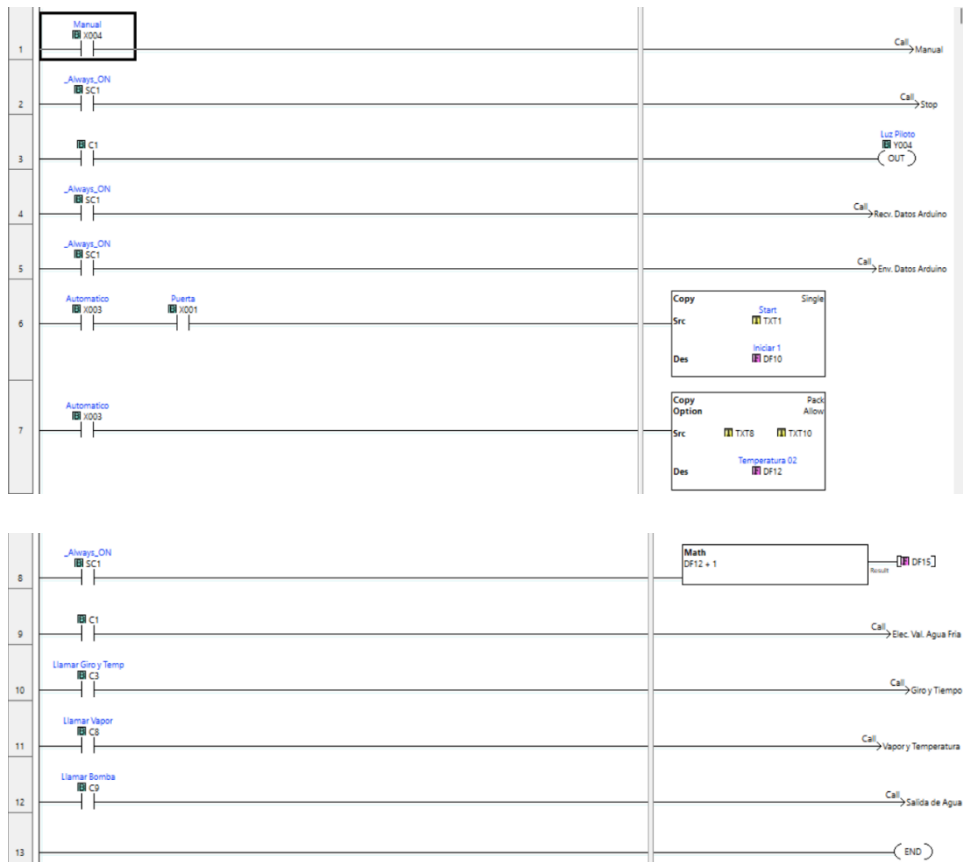 Manual
X004
1
Call
Manual
_Always_ON
SC1
2
Call
Stop
C1
3
Luz Piloto
Y004
OUT
_Always_ON
SC1
4
Call
Recv. Datos Arduino
_Always_ON
SC1
5
Call
Env. Datos Arduino
Automatico Puerta
X003 X001
6
Copy Single
Start
Src T TXT1
Iniciar 1
Des F DF10
Automatico
X003
7
Copy Pack
Option Allow
Src T TXT8 T TXT10
Temperatura 02
Des F DF12
_Always_ON
SC1
8
Math
DF12 + 1
Result
F DF15
C1
9
Call
Elec. Val. Agua Fria
Llamar Giro y Temp
C3
10
Call
Giro y Tiempo
Llamar Vapor
C8
11
Call
Vapor y Temperatura
Llamar Bomba
C9
12
Call
Salida de Agua
13
END